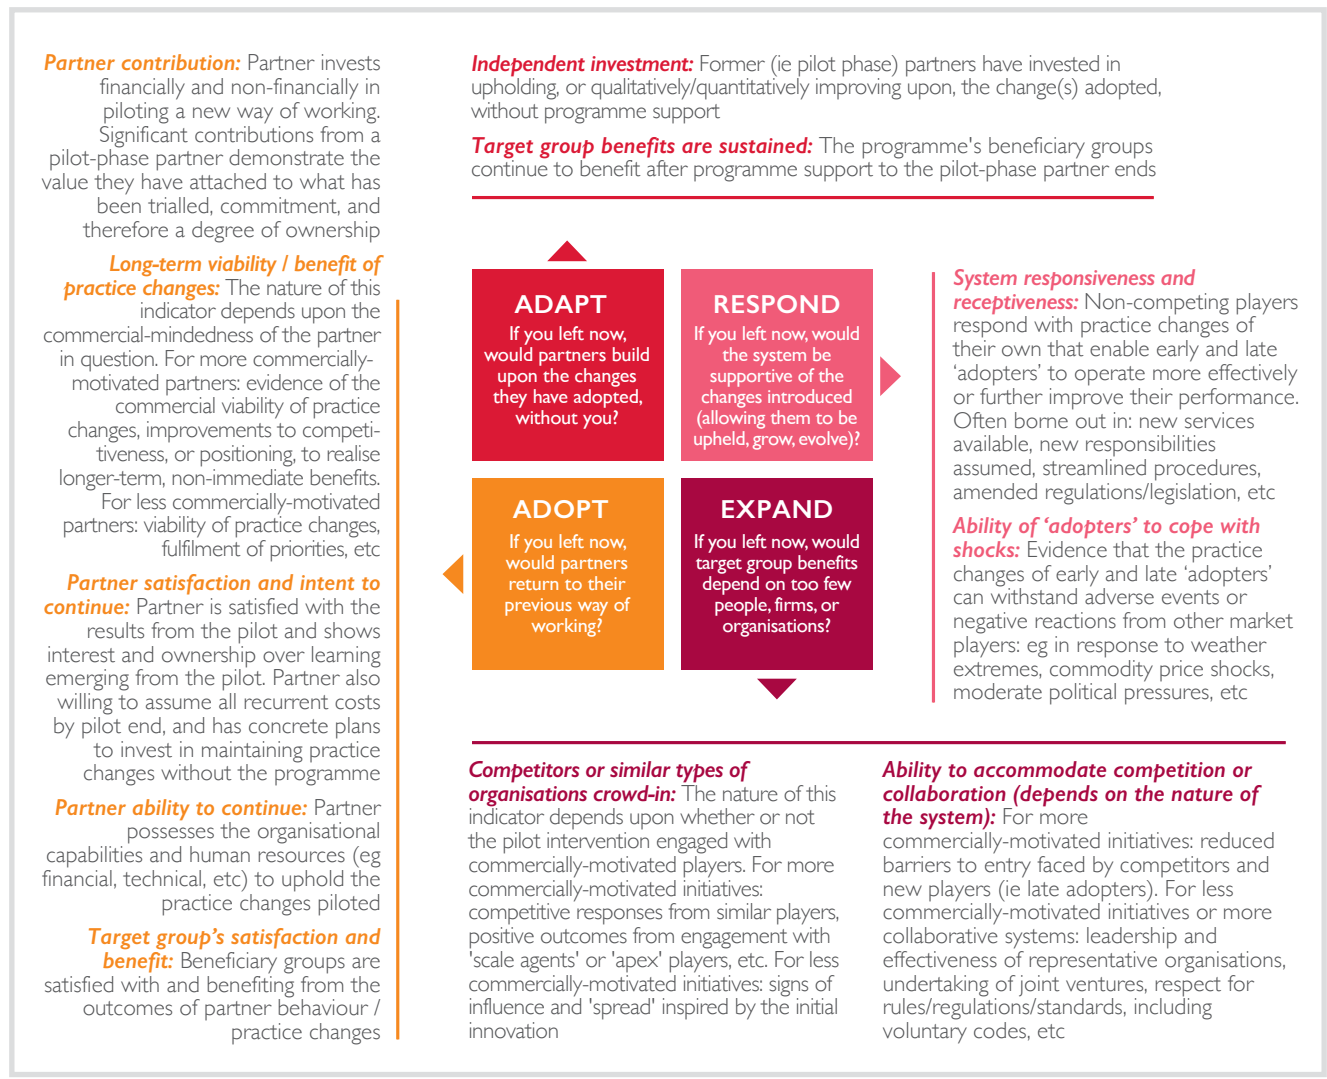 Partner contribution: Partner invests
financially and non-financially in
piloting a new way of working.
Significant contributions from a
pilot-phase partner demonstrate the
value they have attached to what has
been trialled, commitment, and
therefore a degree of ownership
Long-term viability / benefit of
practice changes: The nature of this
indicator depends upon the
commercial-mindedness of the partner
in question. For more commercially-
motivated partners: evidence of the
commercial viability of practice
changes, improvements to competi-
tiveness, or positioning, to realise
longer-term, non-immediate benefits.
For less commercially-motivated
partners: viability of practice changes,
fulfilment of priorities, etc
Partner satisfaction and intent to
continue: Partner is satisfied with the
results from the pilot and shows
interest and ownership over learning
emerging from the pilot. Partner also
willing to assume all recurrent costs
by pilot end, and has concrete plans
to invest in maintaining practice
changes without the programme
Partner ability to continue: Partner
possesses the organisational
capabilities and human resources (eg
financial, technical, etc) to uphold the
practice changes piloted
Target group's satisfaction and
benefit: Beneficiary groups are
satisfied with and benefiting from the
outcomes of partner behaviour /
practice changes
Independent investment: Former (ie pilot phase) partners have invested in
upholding, or qualitatively/quantitatively improving upon, the change(s) adopted,
without programme support
Target group benefits are sustained: The programme's beneficiary groups
continue to benefit after programme support to the pilot-phase partner ends
ADAPT
If you left now,
would partners build
upon the changes
they have adopted,
without you?
RESPOND
If you left now, would
the system be
supportive of the
changes introduced
(allowing them to be
upheld, grow, evolve)?
ADOPT
If you left now,
would partners
return to their
previous way of
working?
EXPAND
If you left now, would
target group benefits
depend on too few
people, firms, or
organisations?
System responsiveness and
receptiveness: Non-competing players
respond with practice changes of
their own that enable early and late
‘adopters’ to operate more effectively
or further improve their performance.
Often borne out in: new services
available, new responsibilities
assumed, streamlined procedures,
amended regulations/legislation, etc
Ability of ‘adopters’ to cope with
shocks: Evidence that the practice
changes of early and late ‘adopters’
can withstand adverse events or
negative reactions from other market
players: eg in response to weather
extremes, commodity price shocks,
moderate political pressures, etc
Competitors or similar types of
organisations crowd-in: The nature of this
indicator depends upon whether or not
the pilot intervention engaged with
commercially-motivated players. For more
commercially-motivated initiatives:
competitive responses from similar players,
positive outcomes from engagement with
'scale agents' or 'apex' players, etc. For less
commercially-motivated initiatives: signs of
influence and 'spread' inspired by the initial
innovation
Ability to accommodate competition or
collaboration (depends on the nature of
the system): For more
commercially-motivated initiatives: reduced
barriers to entry faced by competitors and
new players (ie late adopters). For less
commercially-motivated initiatives or more
collaborative systems: leadership and
effectiveness of representative organisations,
undertaking of joint ventures, respect for
rules/regulations/standards, including
voluntary codes, etc